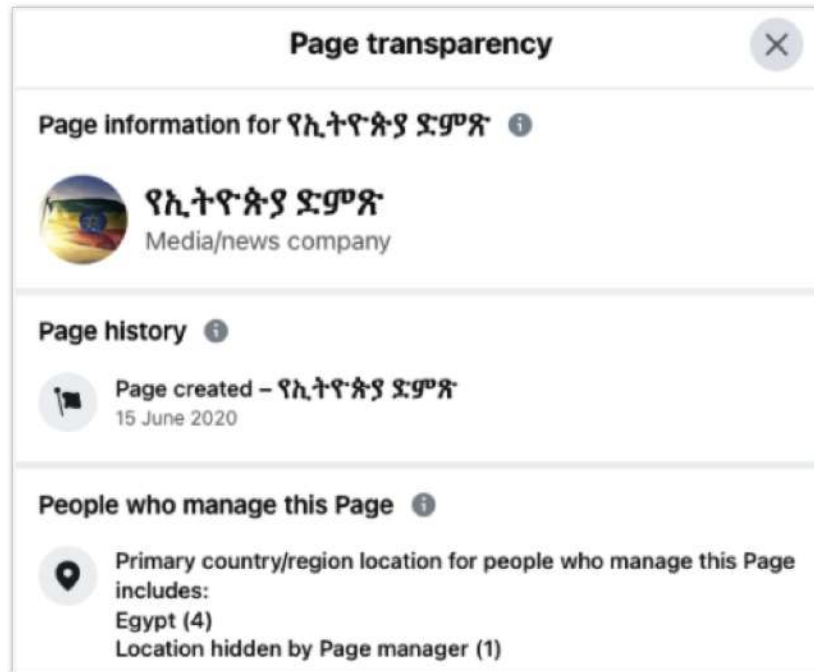 Page transparency
Page information for የኢትዮጵያ ድምጽ
የኢትዮጵያ ድምጽ
Media/news company
Page history
Page created – የኢትዮጵያ ድምጽ
15 June 2020
People who manage this Page
Primary country/region location for people who manage this Page
includes:
Egypt (4)
Location hidden by Page manager (1)